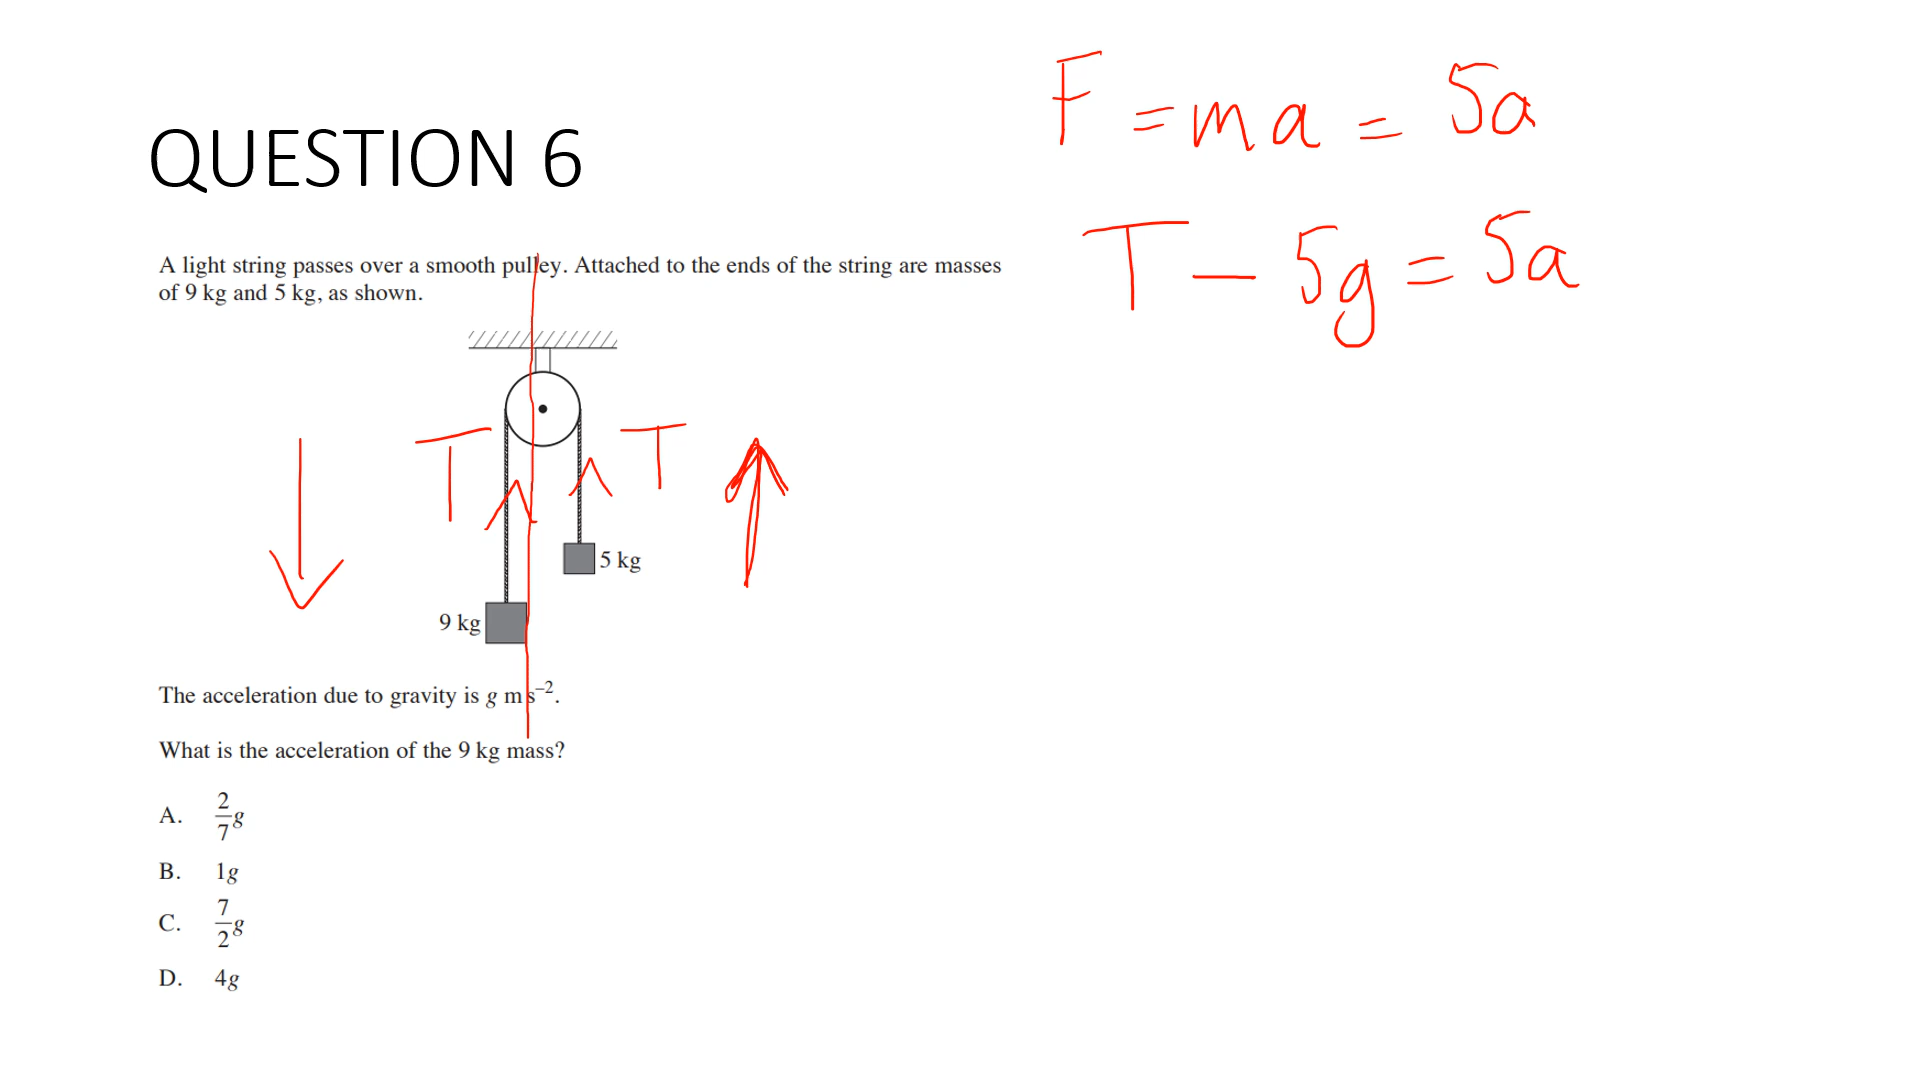 F = ma = 5a
QUESTION 6
T - 5g = 5a
A light string passes over a smooth pulley. Attached to the ends of the string are masses
of 9 kg and 5 kg, as shown.
T
T
5 kg
9 kg
The acceleration due to gravity is g m s⁻².
What is the acceleration of the 9 kg mass?
A. 2/7 g
B. 1g
C. 7/2 g
D. 4g